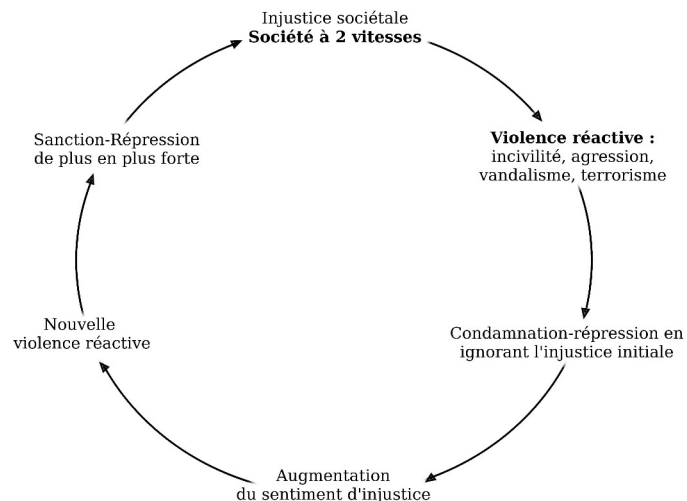 Injustice sociétale
Société à 2 vitesses
Violence réactive :
incivilité, agression,
vandalisme, terrorisme
Condamnation-répression en
ignorant l'injustice initiale
Augmentation
du sentiment d'injustice
Nouvelle
violence réactive
Sanction-Répression
de plus en plus forte